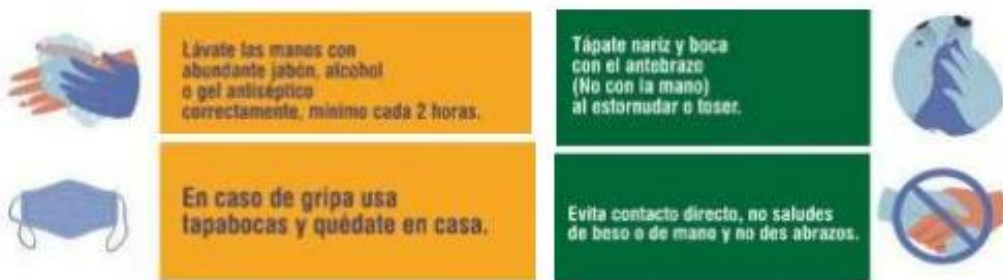 Lávate las manos con
abundante jabón, alcohol
o gel antiséptico
correctamente, mínimo cada 2 horas.
Tápate nariz y boca
con el antebrazo
(No con la mano)
al estornudar o toser.
En caso de gripa usa
tapabocas y quédate en casa.
Evita contacto directo, no saludes
de beso o de mano y no des abrazos.